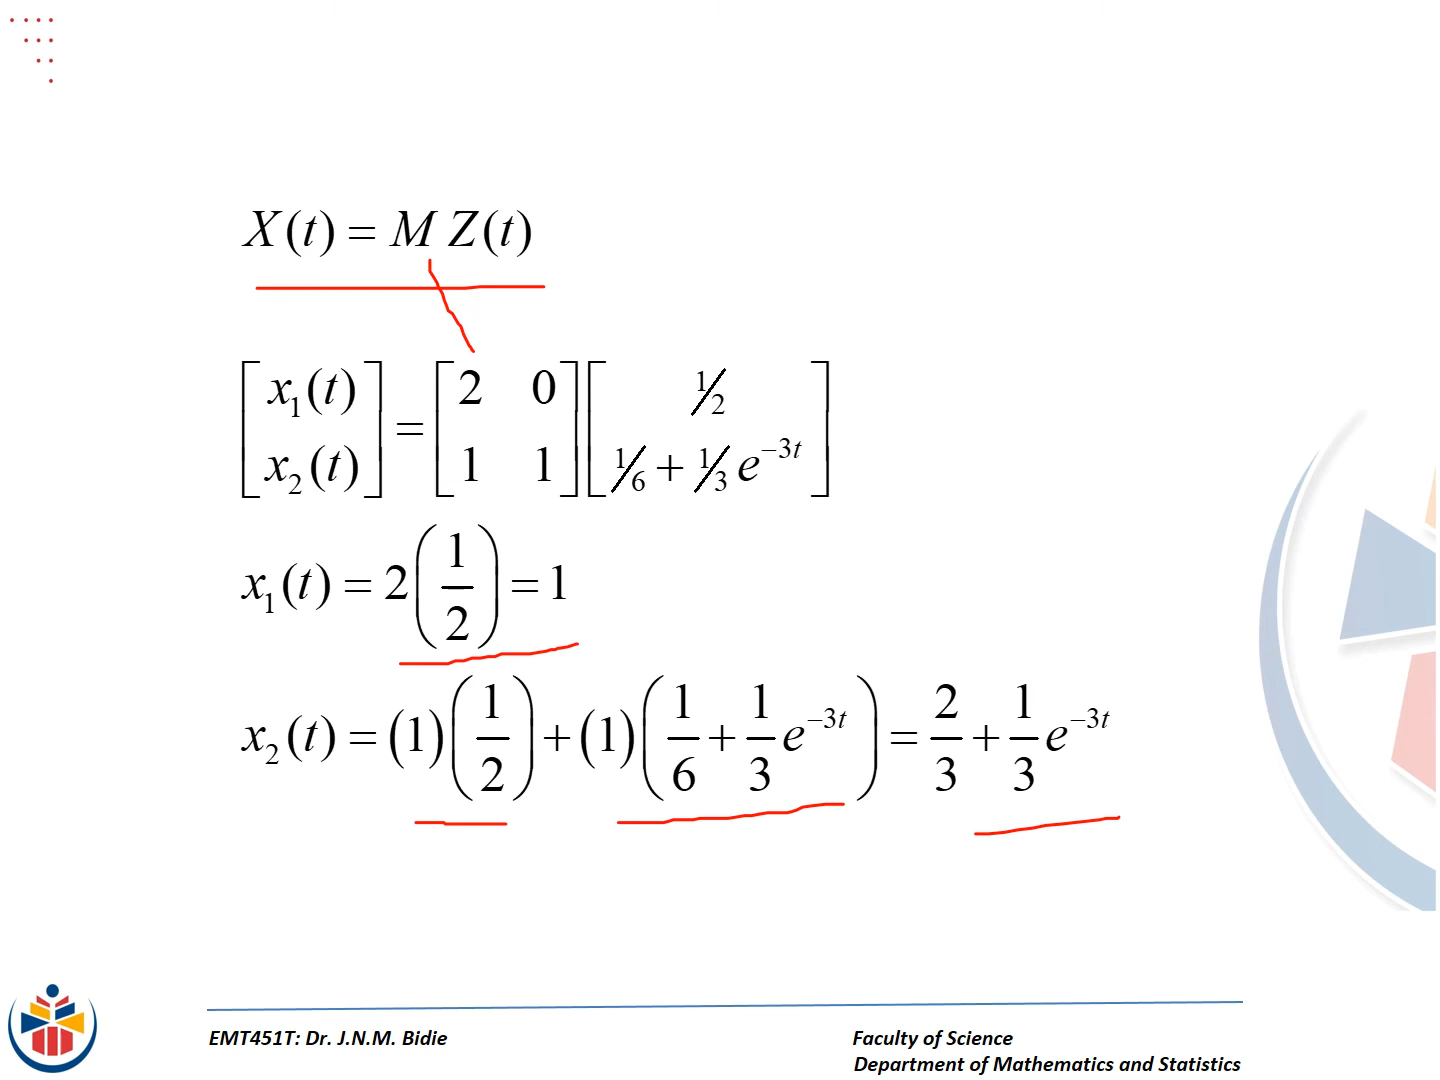 X(t) = M Z(t)
[x₁(t); x₂(t)] = [2 0; 1 1] [1/2; 1/6 + 1/3 e⁻³ᵗ]
x₁(t) = 2(1/2) = 1
x₂(t) = (1)(1/2) + (1)(1/6 + 1/3 e⁻³ᵗ) = 2/3 + 1/3 e⁻³ᵗ
EMT451T: Dr. J.N.M. Bidie
Faculty of Science
Department of Mathematics and Statistics